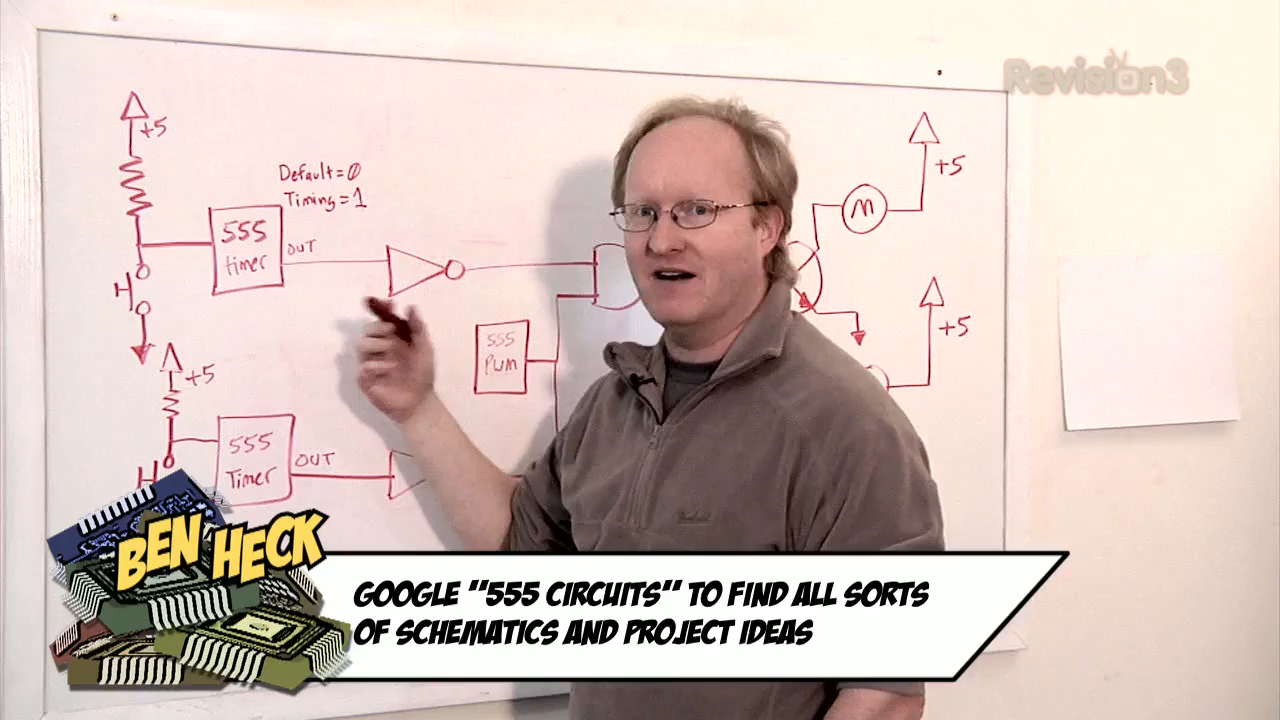 Revision3
+5
Default=0
Timing=1
555
timer
OUT
M
+5
555
PWM
+5
+5
555
Timer
OUT
BEN HECK
GOOGLE "555 CIRCUITS" TO FIND ALL SORTS
OF SCHEMATICS AND PROJECT IDEAS